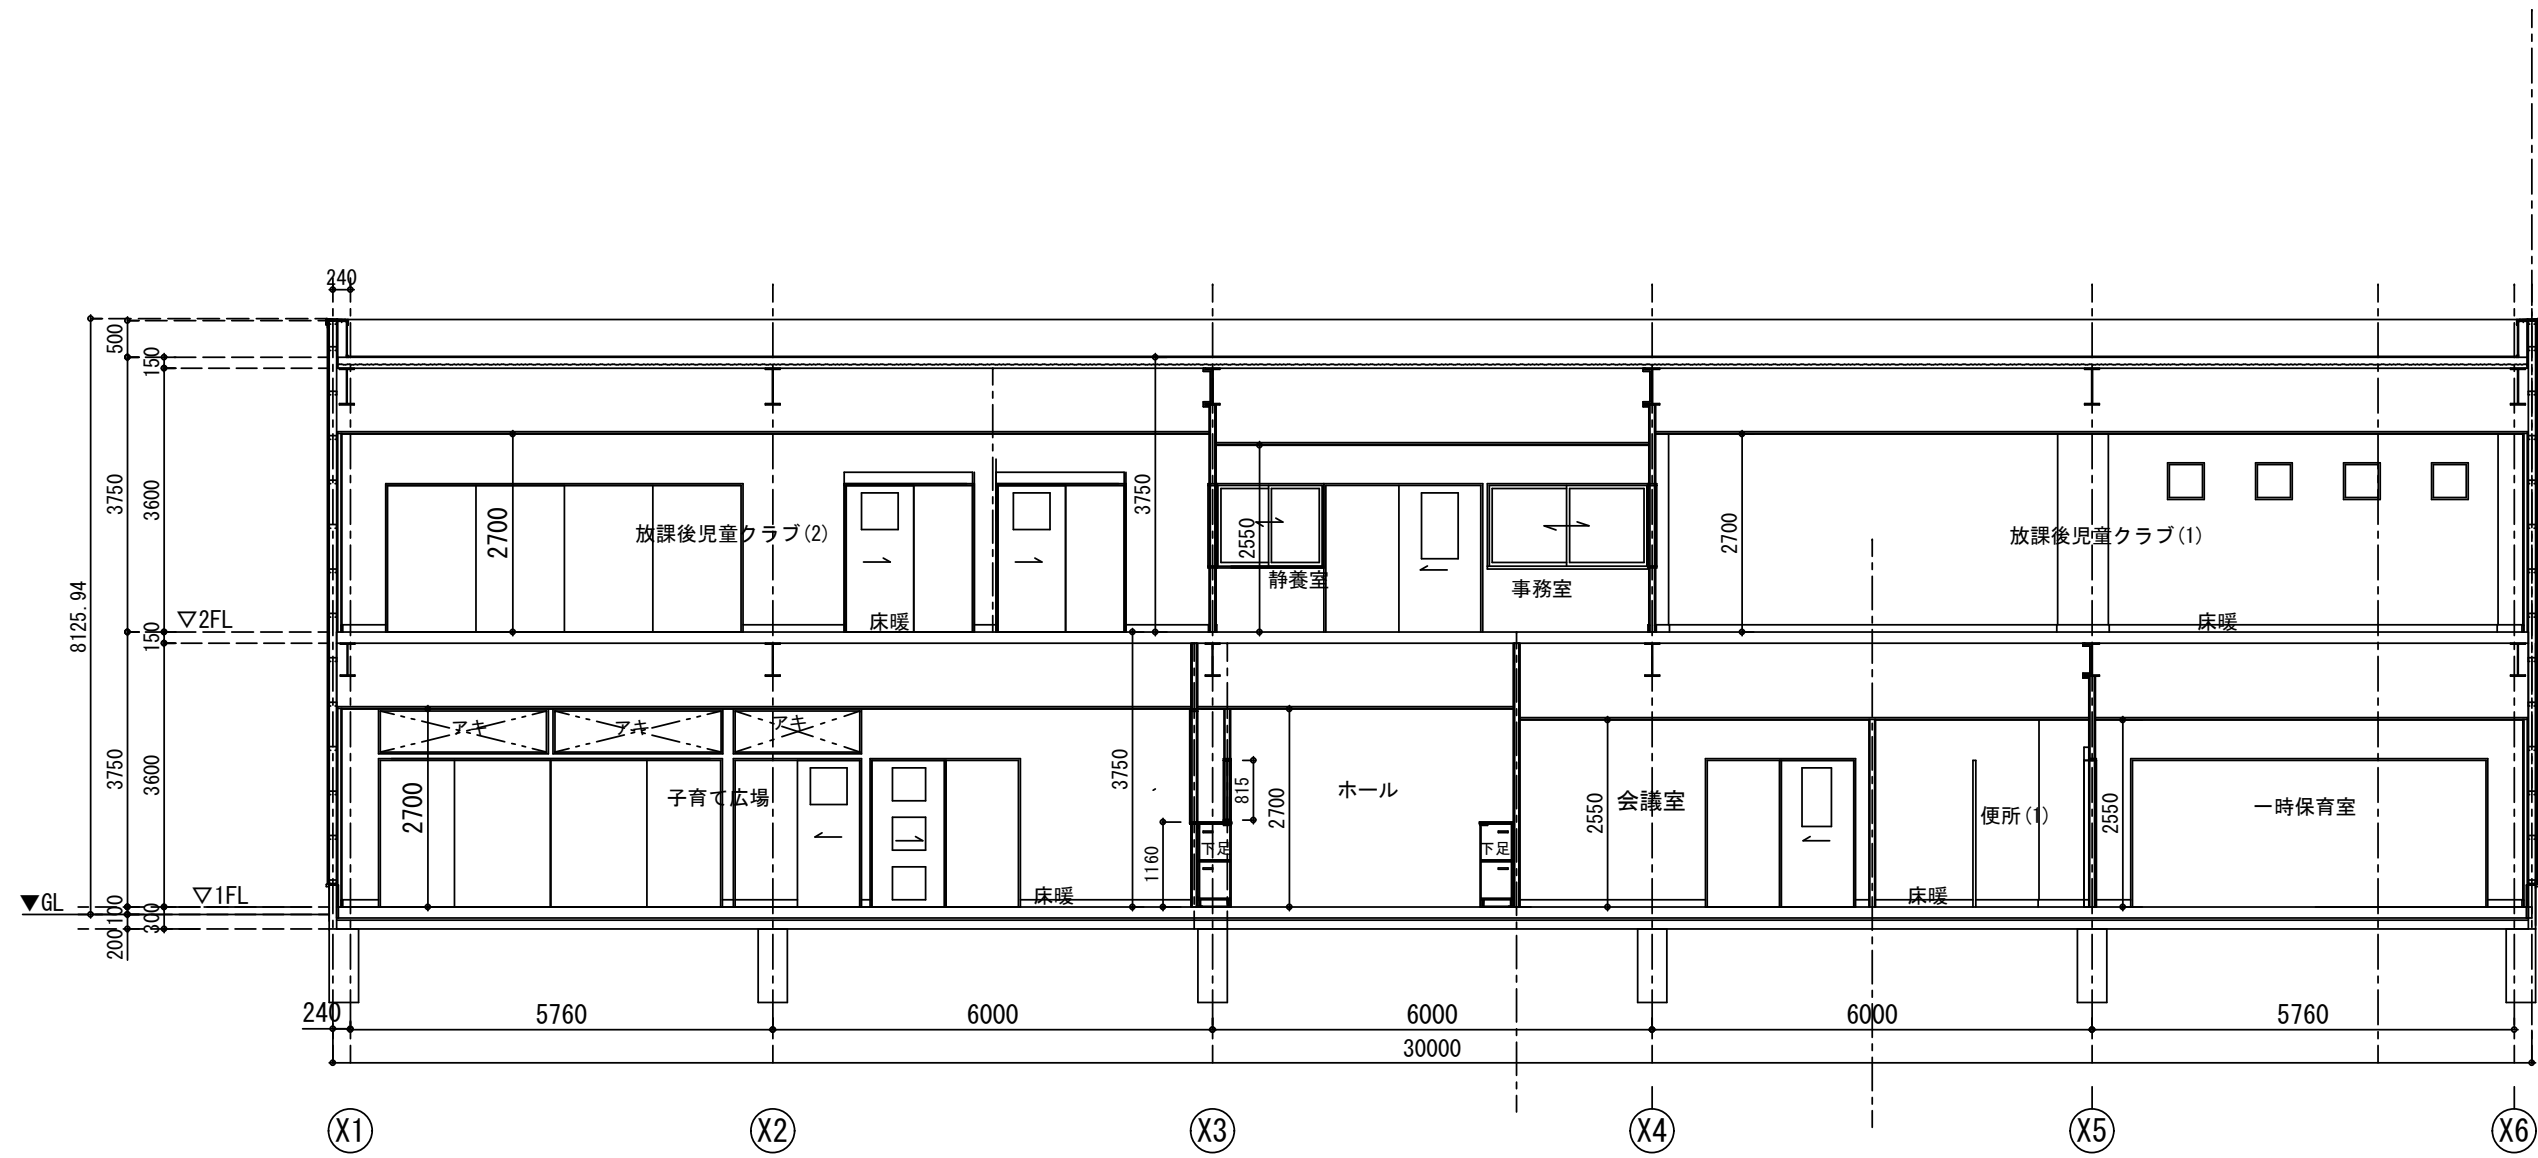 240
500
150
3750
3600
2700
3750
2550
2700
放課後児童クラブ(2)
放課後児童クラブ(1)
静養室
事務室
8125.94
▽2FL
床暖
床暖
150
アキ
アキ
アキ
3750
3600
2700
子育て広場
3750
815
2700
ホール
2550
会議室
便所(1)
2550
一時保育室
1160
下足
下足
▼GL
▽1FL
床暖
床暖
100
300
200
240
5760
6000
6000
6000
5760
30000
X1
X2
X3
X4
X5
X6